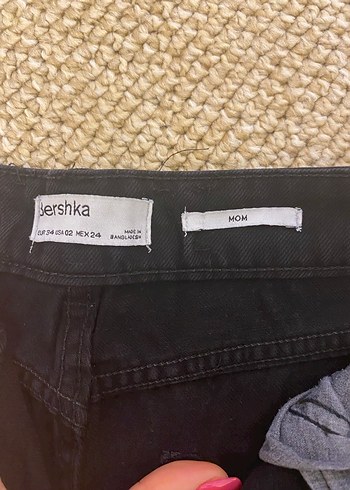 Bershka
EUR 34 USA 02 MEX 24
MADE IN
BANGLADESH
MOM